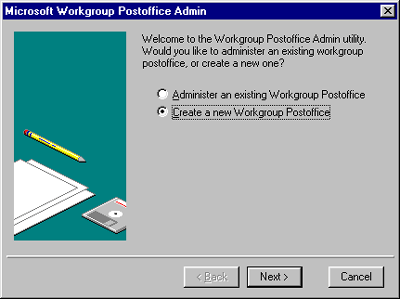 Microsoft Workgroup Postoffice Admin
Welcome to the Workgroup Postoffice Admin utility.
Would you like to administer an existing workgroup
postoffice, or create a new one?
Administer an existing Workgroup Postoffice
Create a new Workgroup Postoffice
< Back
Next >
Cancel